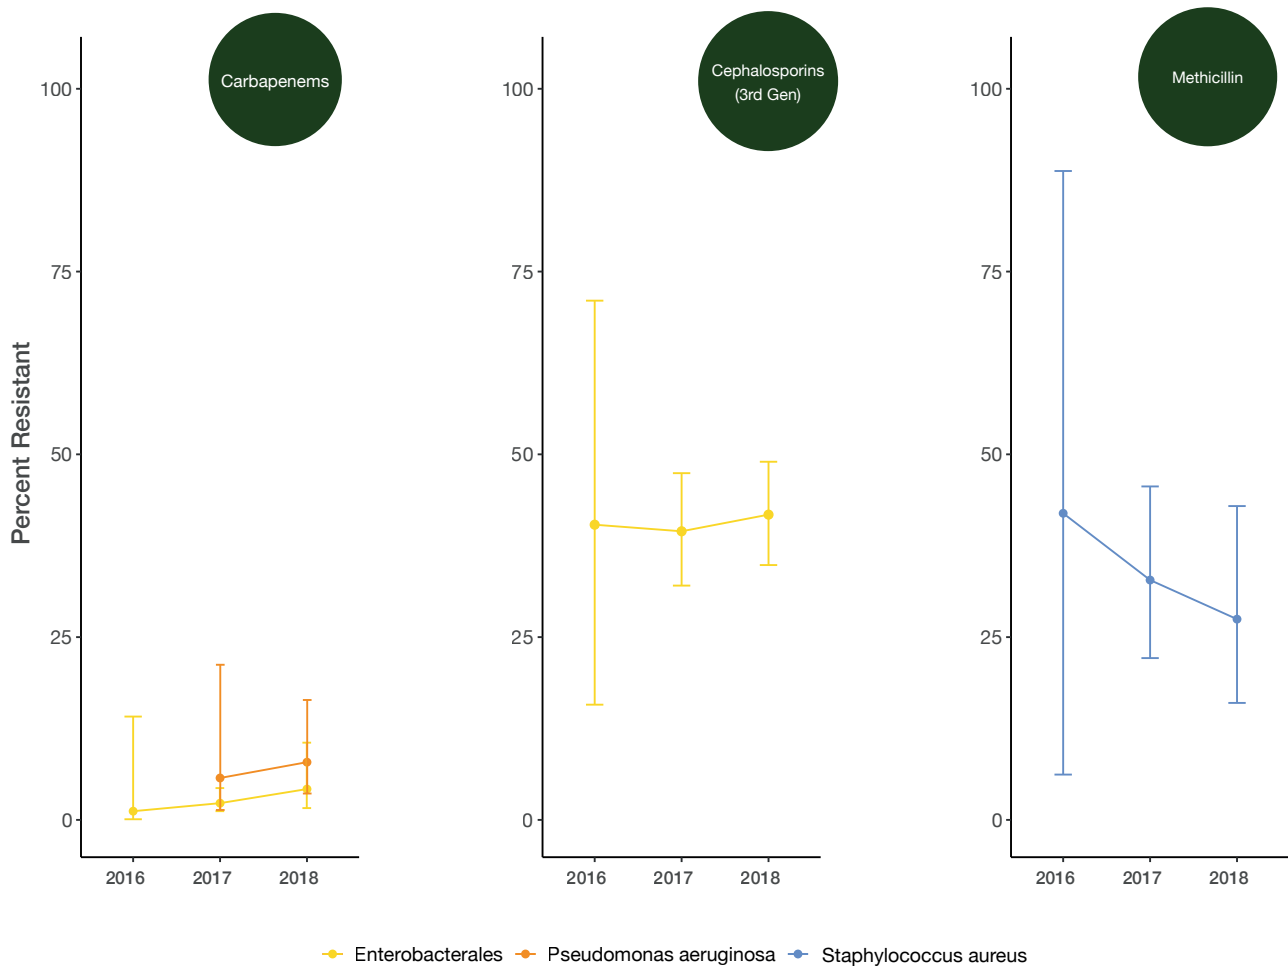 Carbapenems
Cephalosporins
(3rd Gen)
Methicillin
Percent Resistant
100
75
50
25
0
2016 2017 2018
100
75
50
25
0
2016 2017 2018
100
75
50
25
0
2016 2017 2018
Enterobacterales Pseudomonas aeruginosa Staphylococcus aureus